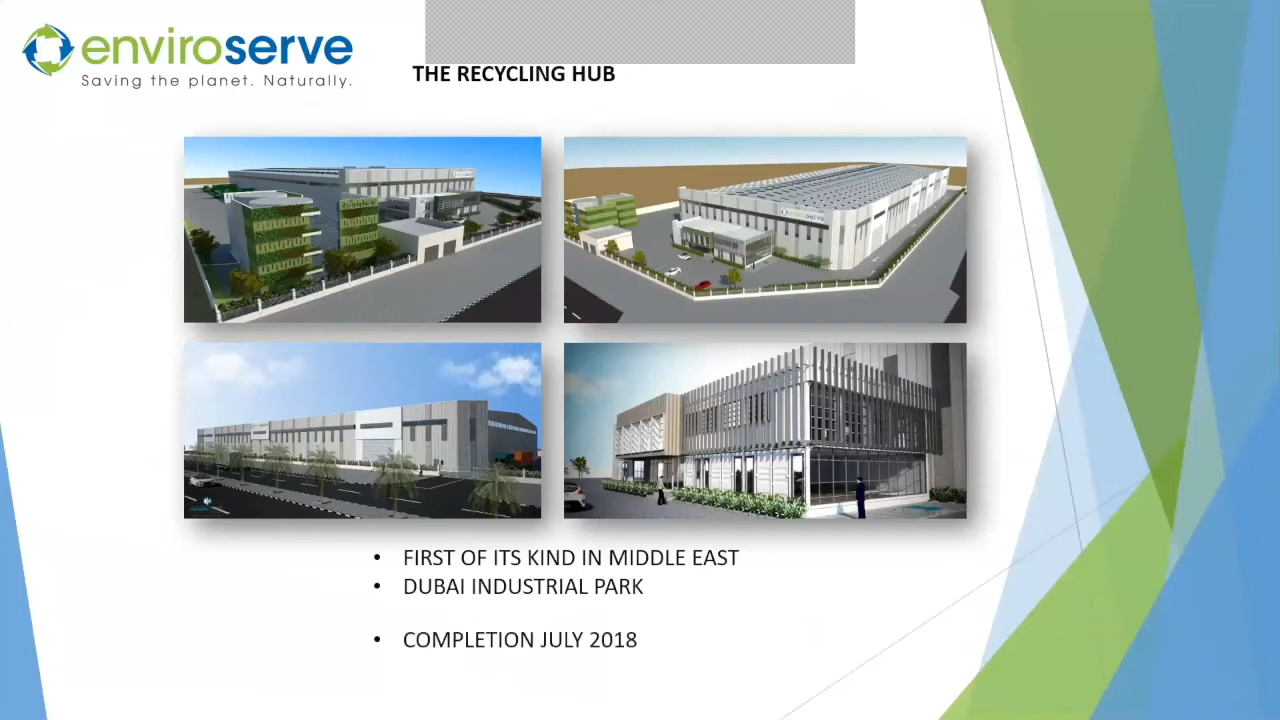 enviroserve
Saving the planet. Naturally.
THE RECYCLING HUB
enviroserve
• FIRST OF ITS KIND IN MIDDLE EAST
• DUBAI INDUSTRIAL PARK
• COMPLETION JULY 2018